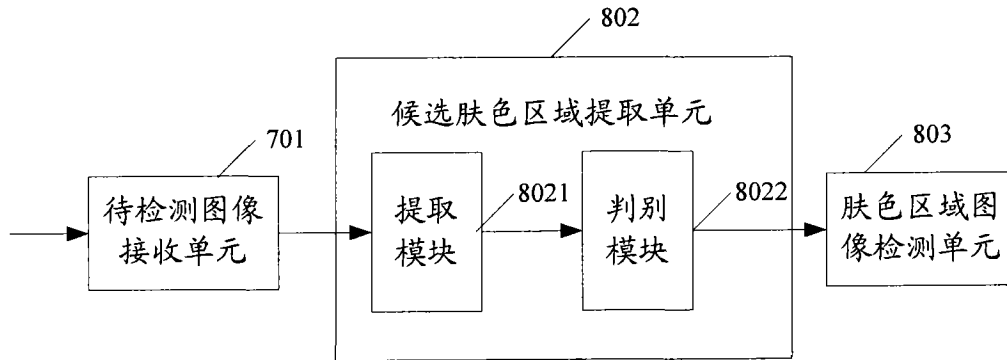 802
候选肤色区域提取单元
701
803
待检测图像
接收单元
提取
模块
8021
判别
模块
8022
肤色区域图
像检测单元